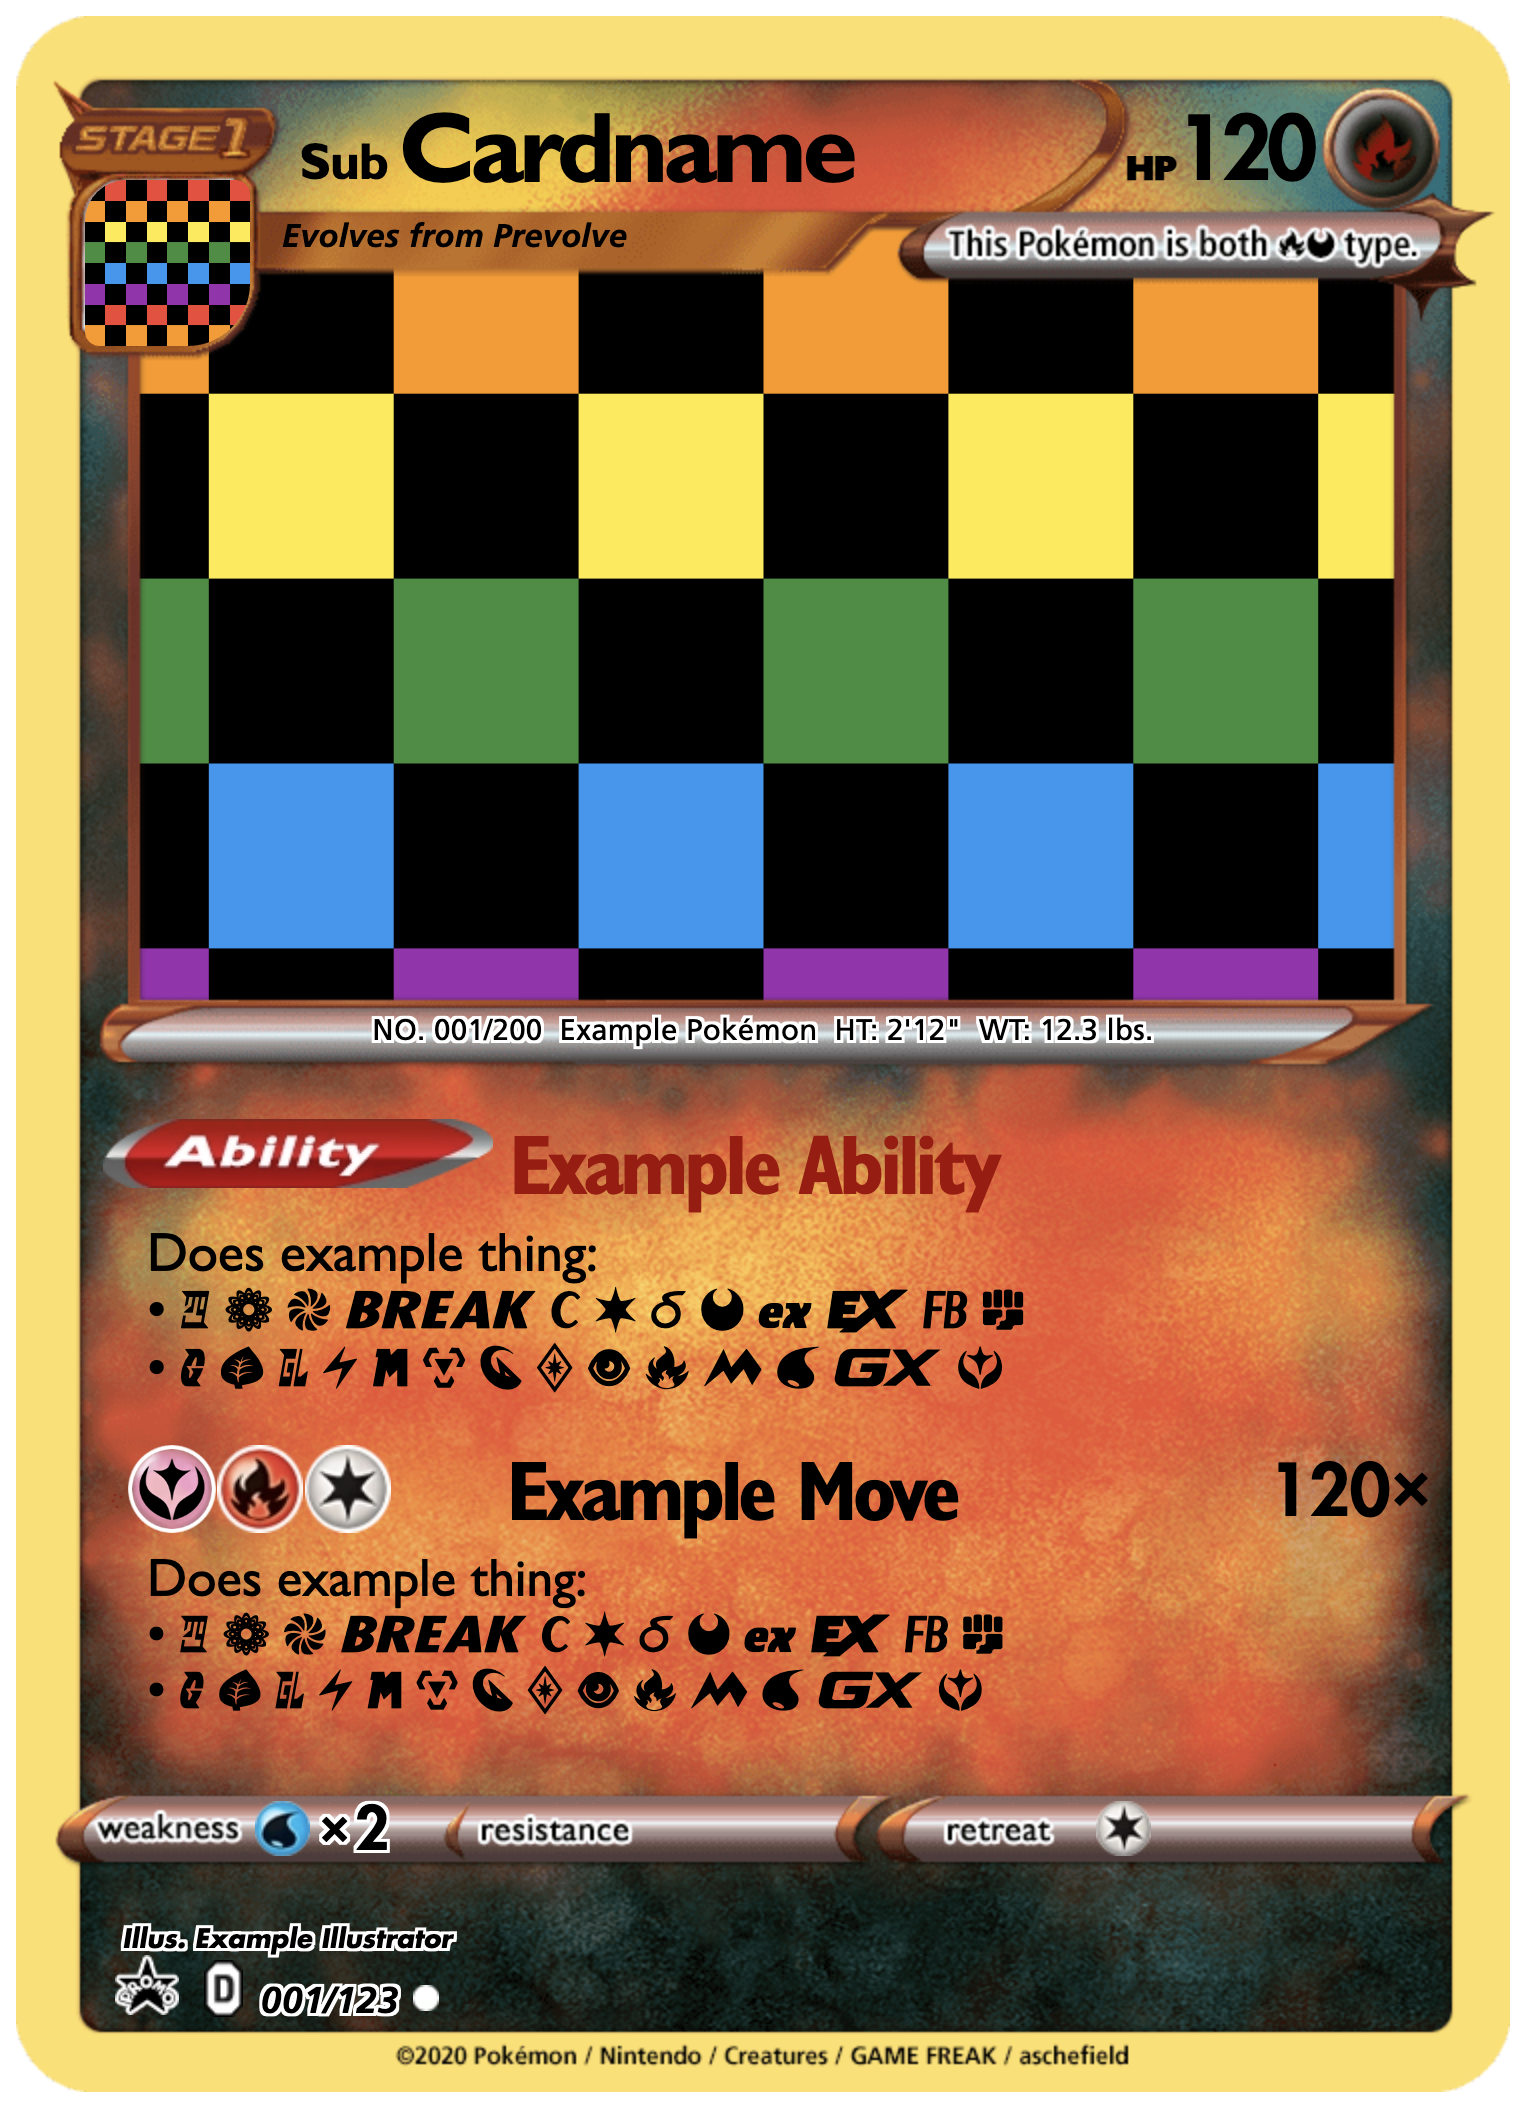 STAGE 1
Sub Cardname
HP 120
Evolves from Prevolve
This Pokémon is both type.
NO. 001/200 Example Pokémon HT: 2'12" WT: 12.3 lbs.
Ability Example Ability
Does example thing:
• BREAK C δ ex EX FB
• G GL M GX
Example Move 120×
Does example thing:
• BREAK C δ ex EX FB
• G GL M GX
weakness ×2 resistance retreat
Illus. Example Illustrator
PROMO D 001/123
©2020 Pokémon / Nintendo / Creatures / GAME FREAK / aschefield